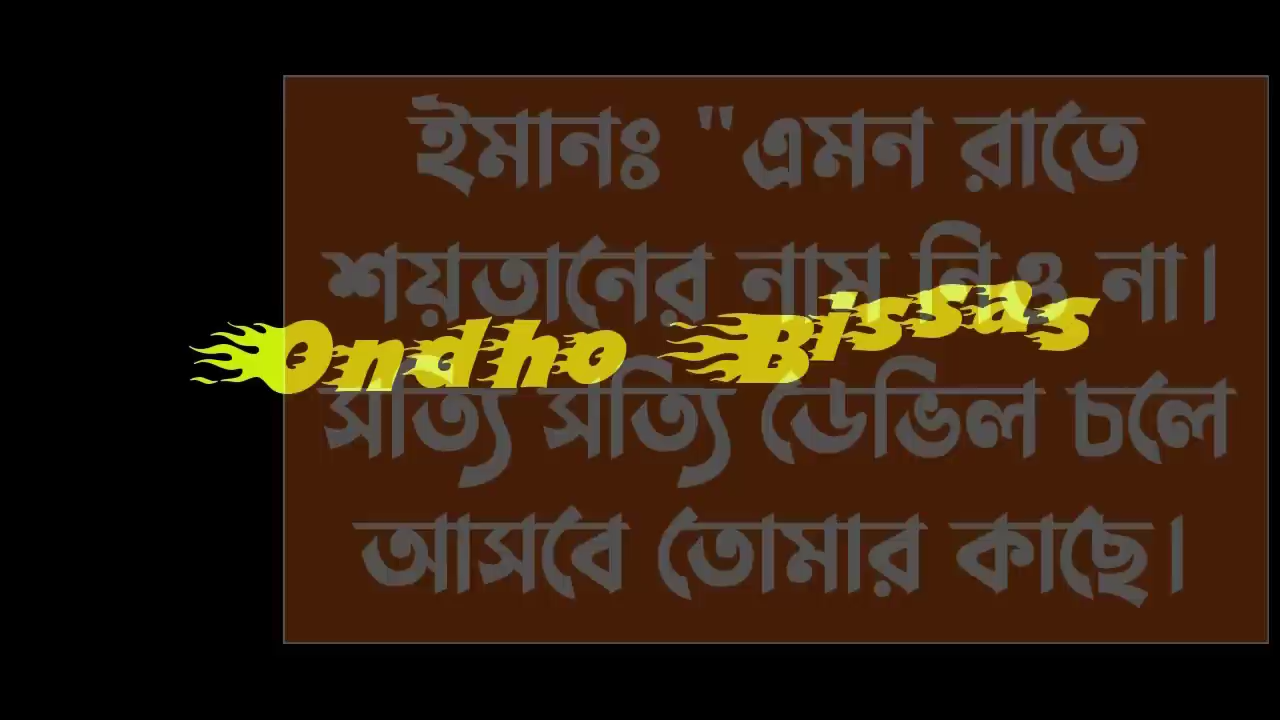 ইমানঃ "এমন রাতে
শয়তানের নাম নিও না।
Ondho Bissas
সত্যি সত্যি ডেভিল চলে
আসবে তোমার কাছে।